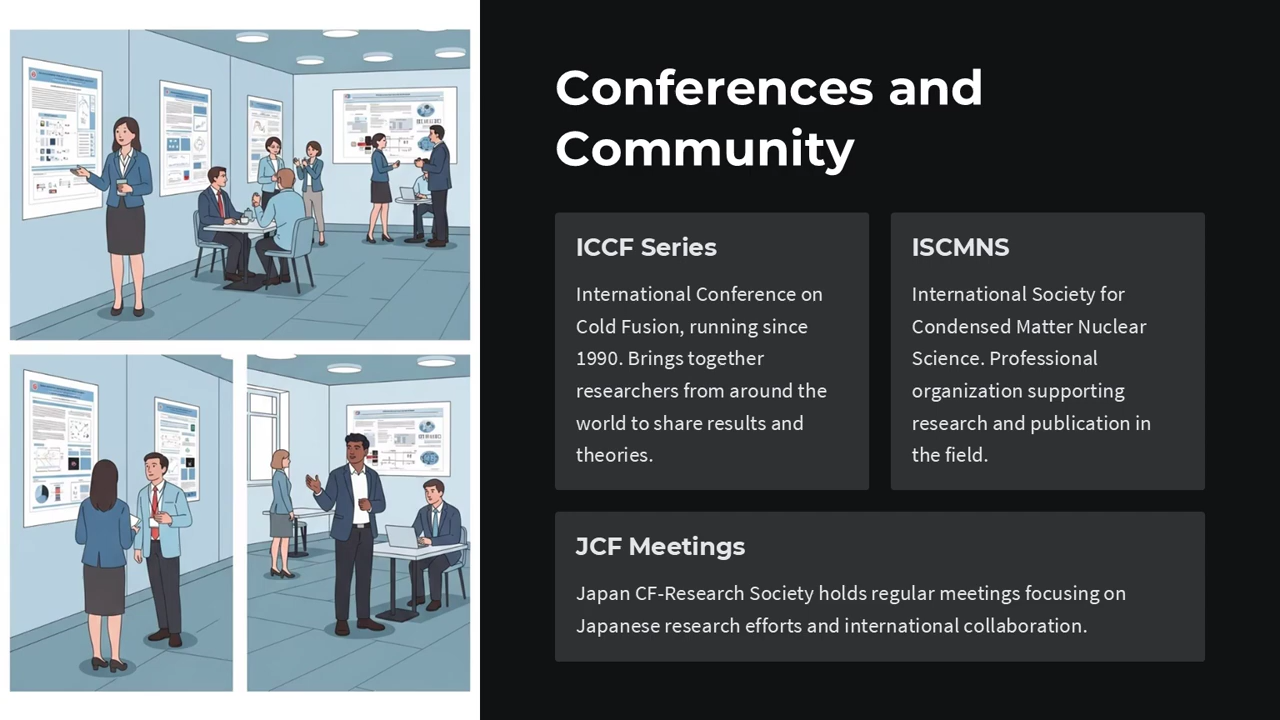 Conferences and
Community
ICCF Series
International Conference on
Cold Fusion, running since
1990. Brings together
researchers from around the
world to share results and
theories.
ISCMNS
International Society for
Condensed Matter Nuclear
Science. Professional
organization supporting
research and publication in
the field.
JCF Meetings
Japan CF-Research Society holds regular meetings focusing on
Japanese research efforts and international collaboration.